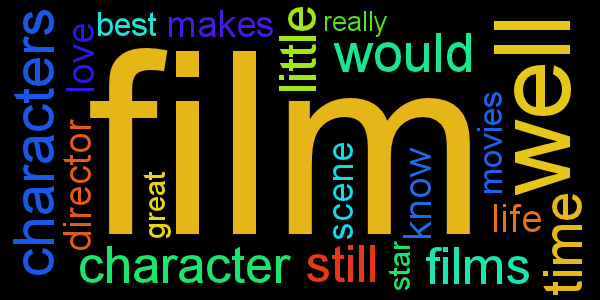 characters
love
best
makes
little
really
would
well
film
director
great
scene
know
movies
life
time
character
still
star
films